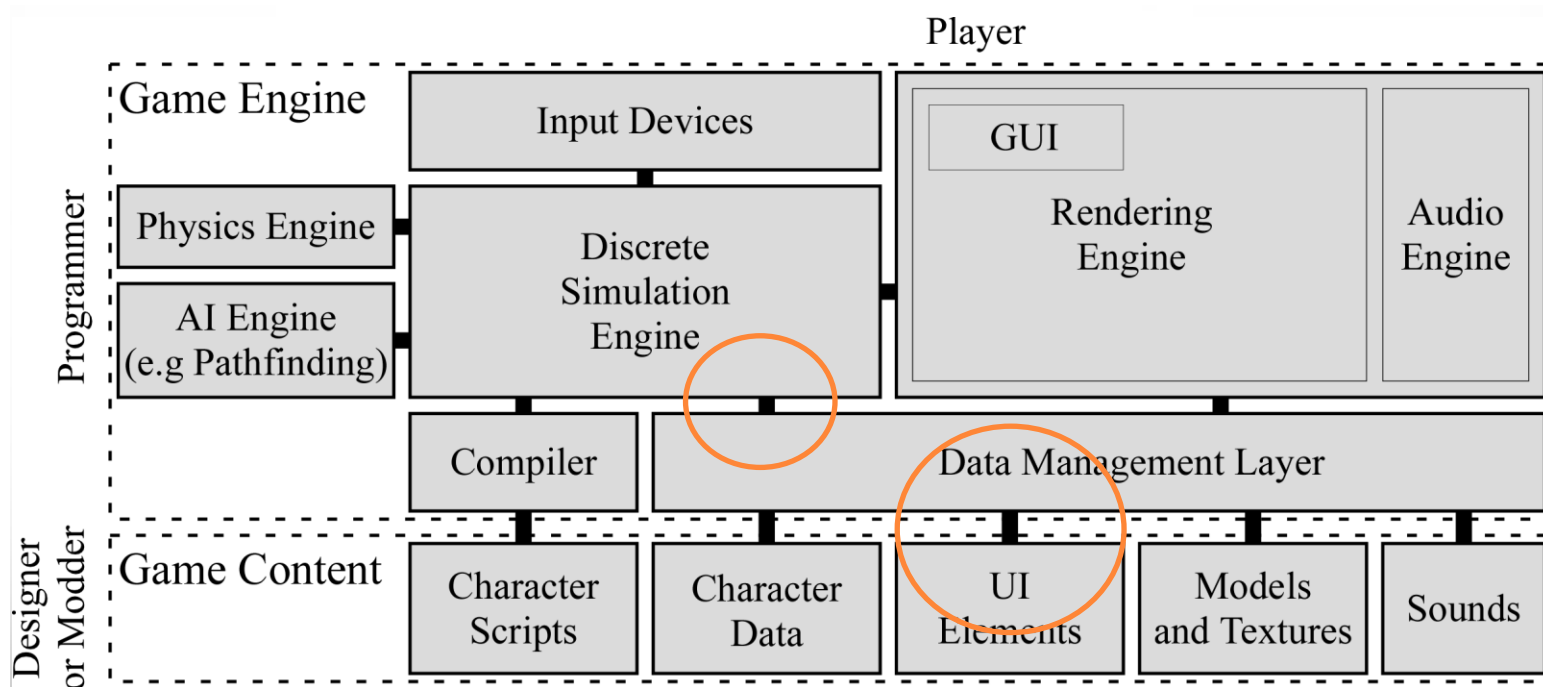 Player
Game Engine
Input Devices
GUI
Rendering
Engine
Audio
Engine
Programmer
Physics Engine
Discrete
Simulation
Engine
AI Engine
(e.g Pathfinding)
Compiler
Data Management Layer
Designer
or Modder
Game Content
Character
Scripts
Character
Data
UI
Elements
Models
and Textures
Sounds